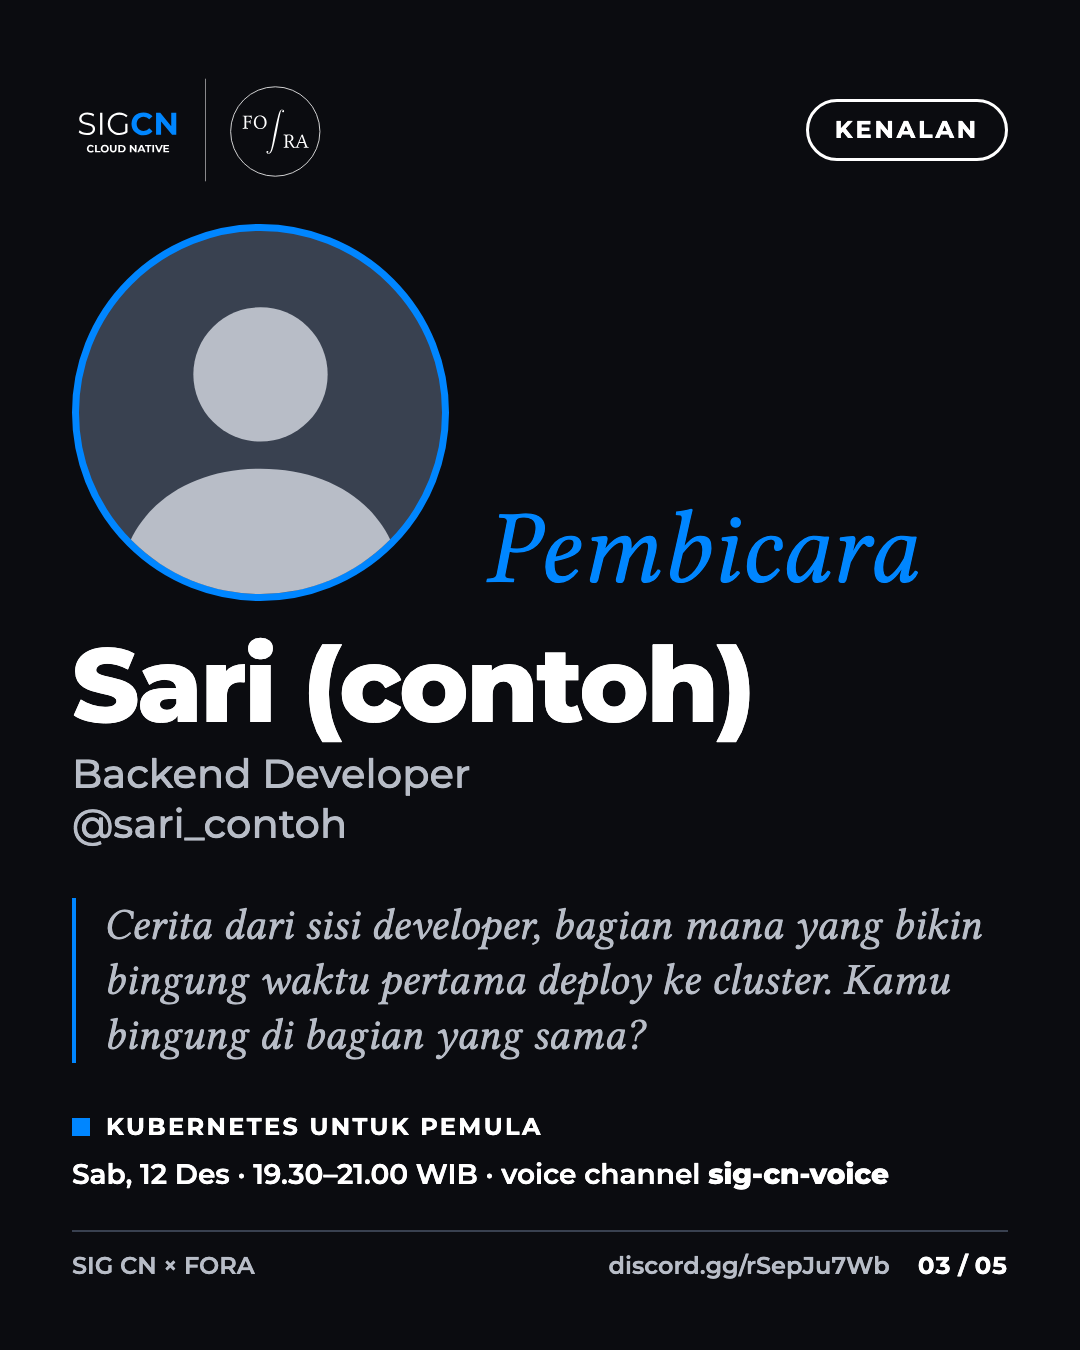 SIGCN
CLOUD NATIVE
FO
RA
KENALAN
Pembicara
Sari (contoh)
Backend Developer
@sari_contoh
Cerita dari sisi developer, bagian mana yang bikin
bingung waktu pertama deploy ke cluster. Kamu
bingung di bagian yang sama?
KUBERNETES UNTUK PEMULA
Sab, 12 Des · 19.30–21.00 WIB · voice channel sig-cn-voice
SIG CN × FORA
discord.gg/rSepJu7Wb 03 / 05